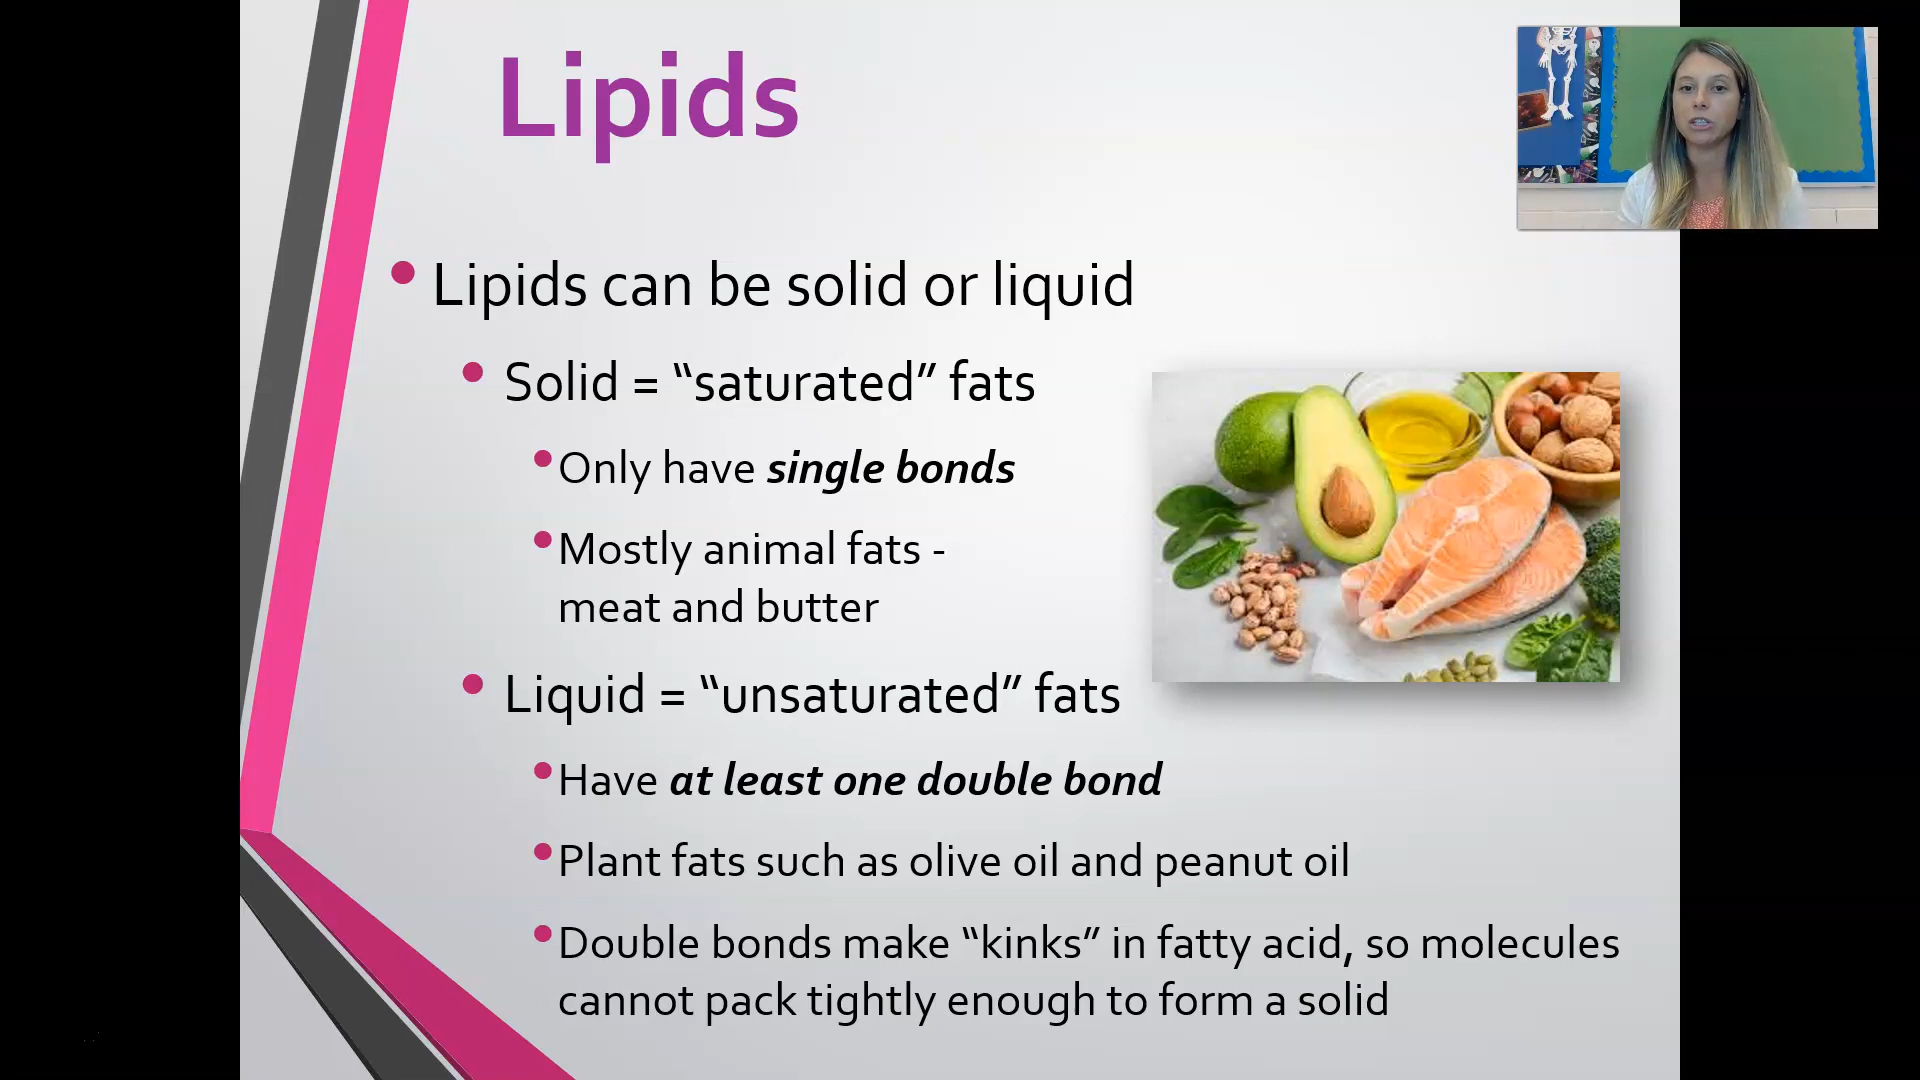 Lipids
• Lipids can be solid or liquid
• Solid = “saturated” fats
• Only have single bonds
• Mostly animal fats -
meat and butter
• Liquid = “unsaturated” fats
• Have at least one double bond
• Plant fats such as olive oil and peanut oil
• Double bonds make “kinks” in fatty acid, so molecules
cannot pack tightly enough to form a solid